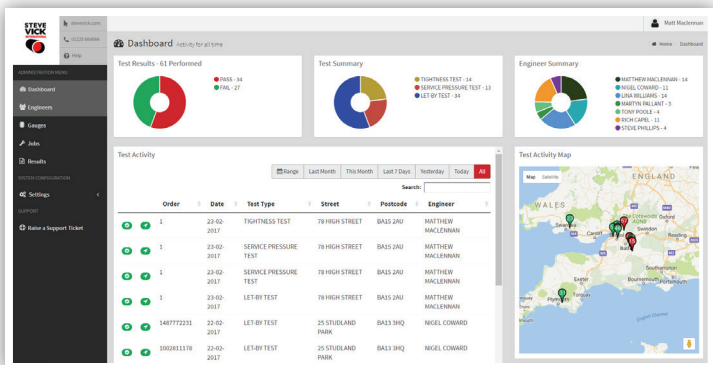 STEVE
VICK
INTERNATIONAL
stevevick.com
01225 864864
Help
Matt Maclennan
Dashboard Activity for all time
Home Dashboard
ADMINISTRATION MENU
Dashboard
Engineers
Gauges
Jobs
Results
SYSTEM CONFIGURATION
Settings
SUPPORT
Raise a Support Ticket
Test Results - 61 Performed
PASS - 34
FAIL - 27
Test Summary
TIGHTNESS TEST - 14
SERVICE PRESSURE TEST - 13
LET-BY TEST - 34
Engineer Summary
MATTHEW MACLENNAN - 14
NIGEL COWARD - 11
LINA WILLIAMS - 14
MARTYN PALLANT - 3
TONY POOLE - 4
RICH CAPEL - 11
STEVE PHILLIPS - 4
Test Activity
Range Last Month This Month Last 7 Days Yesterday Today All
Search:
Order Date Test Type Street Postcode Engineer
1 23-02-2017 TIGHTNESS TEST 78 HIGH STREET BA15 2AU MATTHEW MACLENNAN
1 23-02-2017 SERVICE PRESSURE TEST 78 HIGH STREET BA15 2AU MATTHEW MACLENNAN
1 23-02-2017 SERVICE PRESSURE TEST 78 HIGH STREET BA15 2AU MATTHEW MACLENNAN
1 23-02-2017 LET-BY TEST 78 HIGH STREET BA15 2AU MATTHEW MACLENNAN
1487772231 22-02-2017 LET-BY TEST 25 STUDLAND PARK BA13 3HQ NIGEL COWARD
1002811178 22-02-2017 LET-BY TEST 25 STUDLAND PARK BA13 3HQ NIGEL COWARD
Test Activity Map
Map Satellite
ENGLAND
WALES
The Cotswolds
AONB
Oxford
Swansea
Cardiff
Swindon
Reading
Bath
Southampton
Exeter
Bournemouth
Portsmouth
Torquay
Plymouth
English Channel